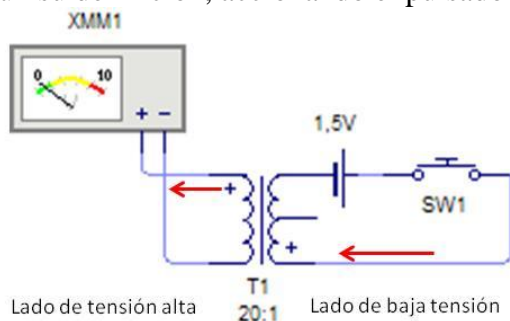 XMM1
0 10
+ −
1,5V
SW1
+
+
T1
20:1
Lado de tensión alta
Lado de baja tensión